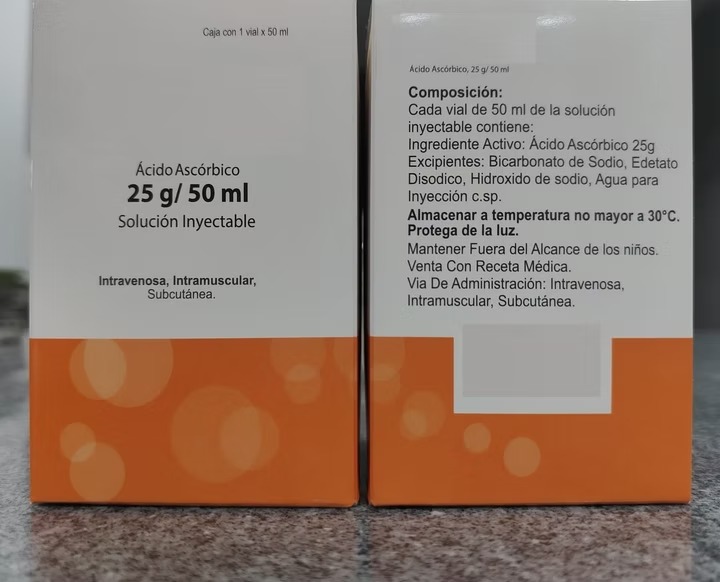 Caja con 1 vial x 50 ml
Ácido Ascórbico
25 g/ 50 ml
Solución Inyectable
Intravenosa, Intramuscular,
Subcutánea.
Ácido Ascórbico, 25 g/ 50 ml
Composición:
Cada vial de 50 ml de la solución
inyectable contiene:
Ingrediente Activo: Ácido Ascórbico 25g
Excipientes: Bicarbonato de Sodio, Edetato
Disodico, Hidroxido de sodio, Agua para
Inyección c.sp.
Almacenar a temperatura no mayor a 30°C.
Protega de la luz.
Mantener Fuera del Alcance de los niños.
Venta Con Receta Médica.
Via De Administración: Intravenosa,
Intramuscular, Subcutánea.